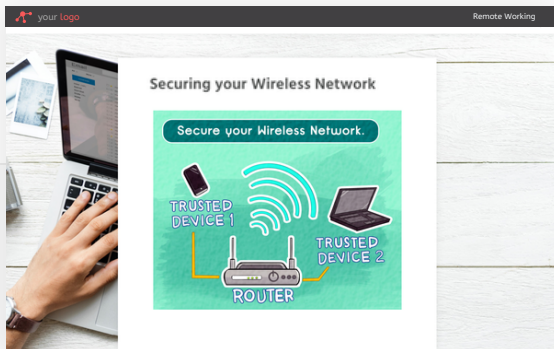 your logo
Remote Working
Securing your Wireless Network
Secure your Wireless Network.
TRUSTED
DEVICE 1
TRUSTED
DEVICE 2
ROUTER